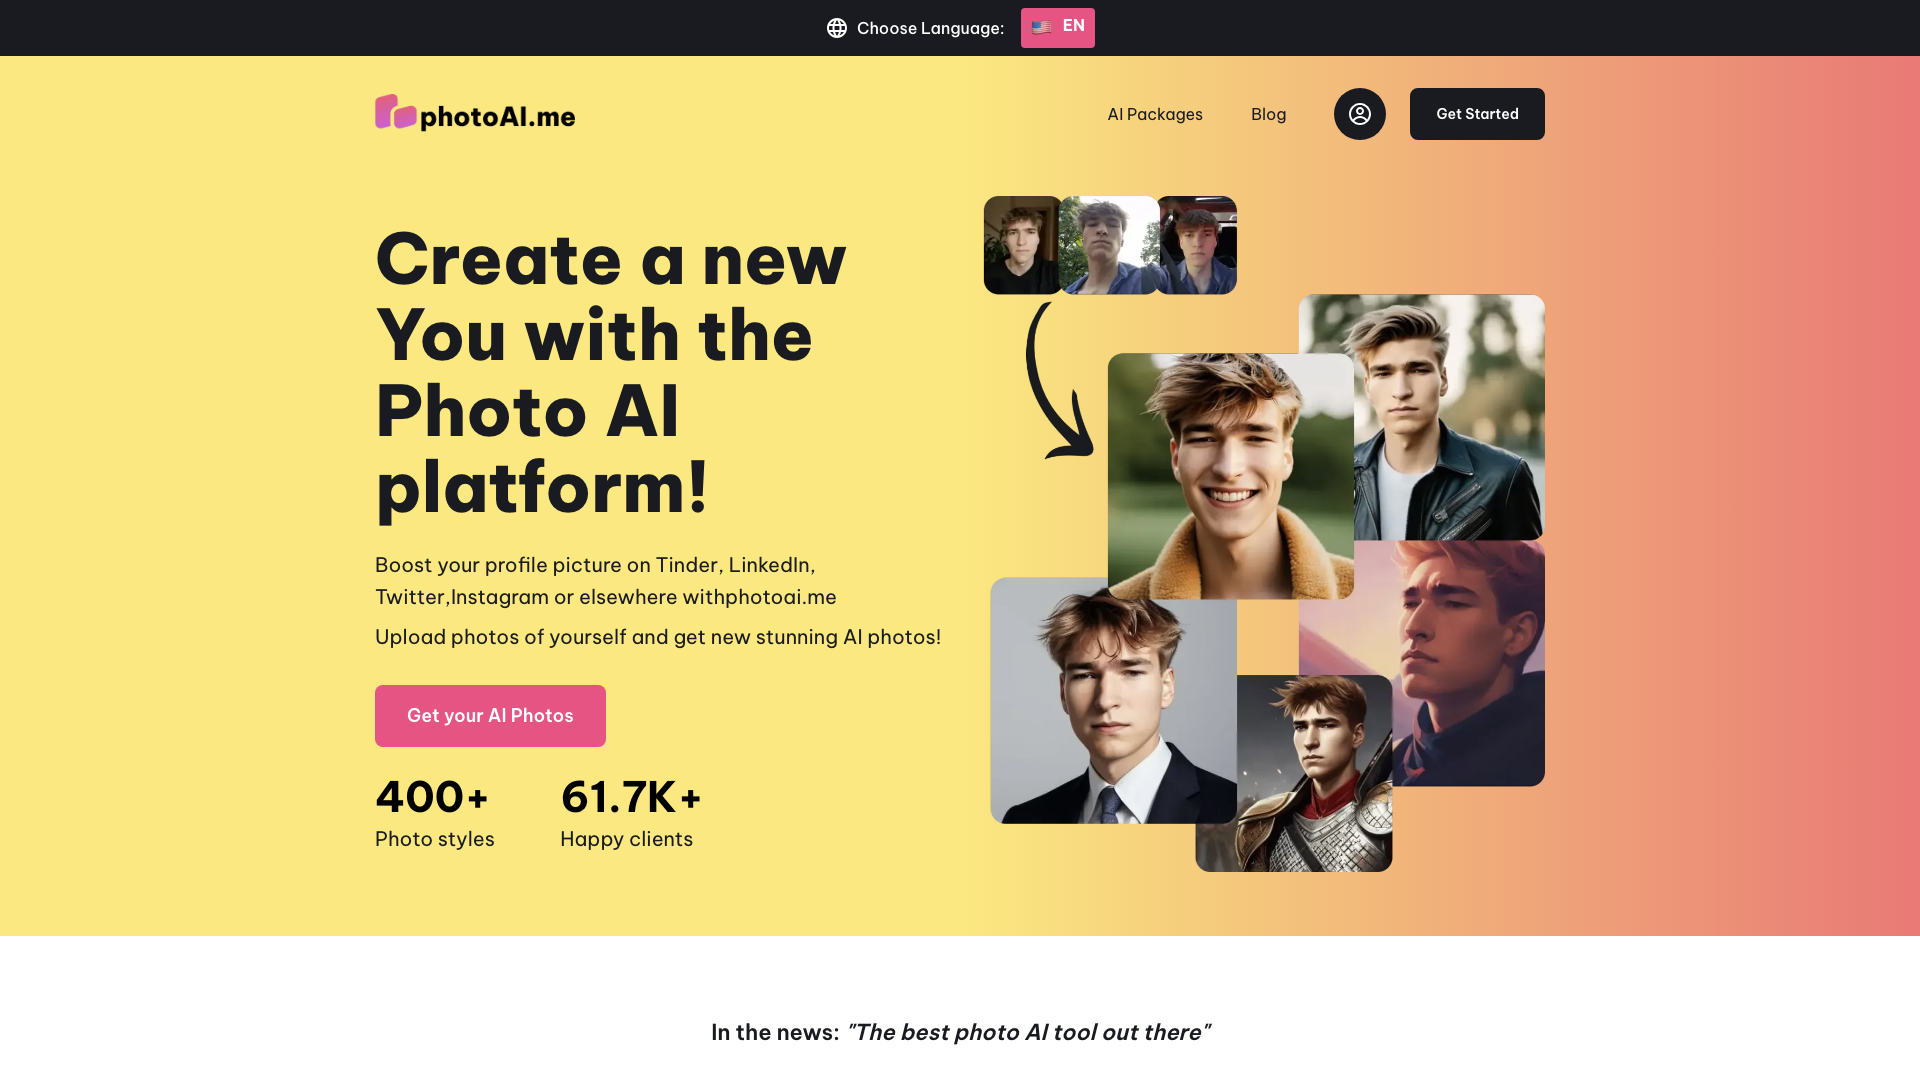 Choose Language:
EN
photoAI.me
AI Packages
Blog
Get Started
Create a new
You with the
Photo AI
platform!
Boost your profile picture on Tinder, LinkedIn,
Twitter,Instagram or elsewhere withphotoai.me
Upload photos of yourself and get new stunning AI photos!
Get your AI Photos
400+
Photo styles
61.7K+
Happy clients
In the news: "The best photo AI tool out there"